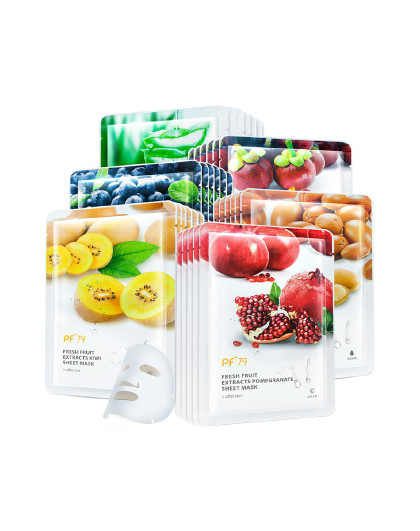 PF79
FRESH FRUIT
EXTRACTS KIWI
SHEET MASK
PF79
FRESH FRUIT
EXTRACTS POMEGRANATE
SHEET MASK